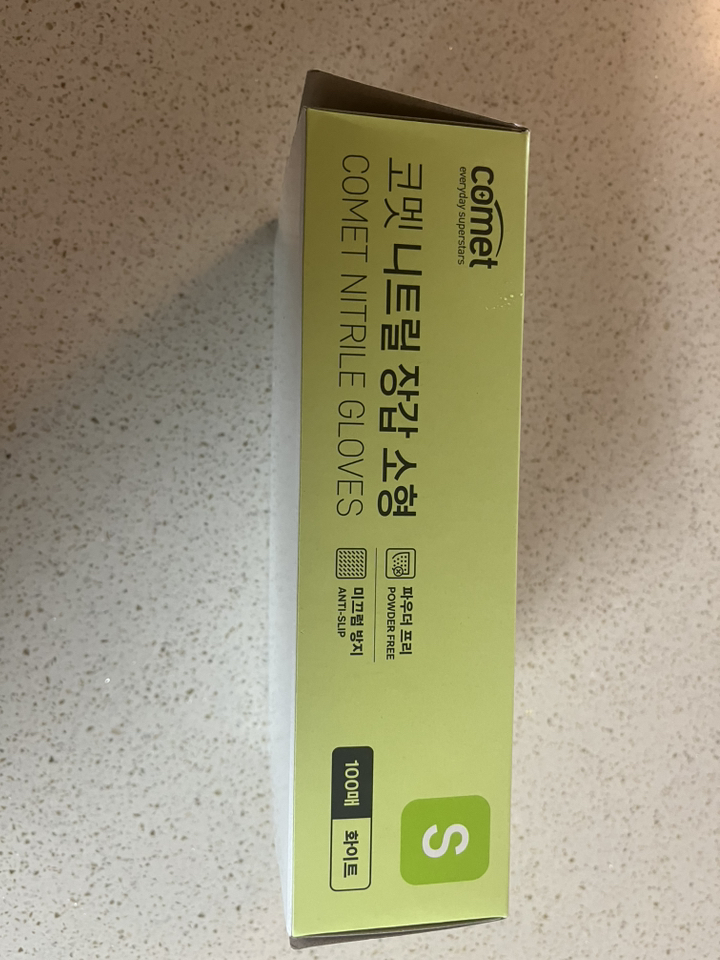 comet
everyday superstars
코멧 니트릴 장갑 소형
COMET NITRILE GLOVES
파우더 프리
POWDER FREE
미끄럼 방지
ANTI-SLIP
S
100매 화이트